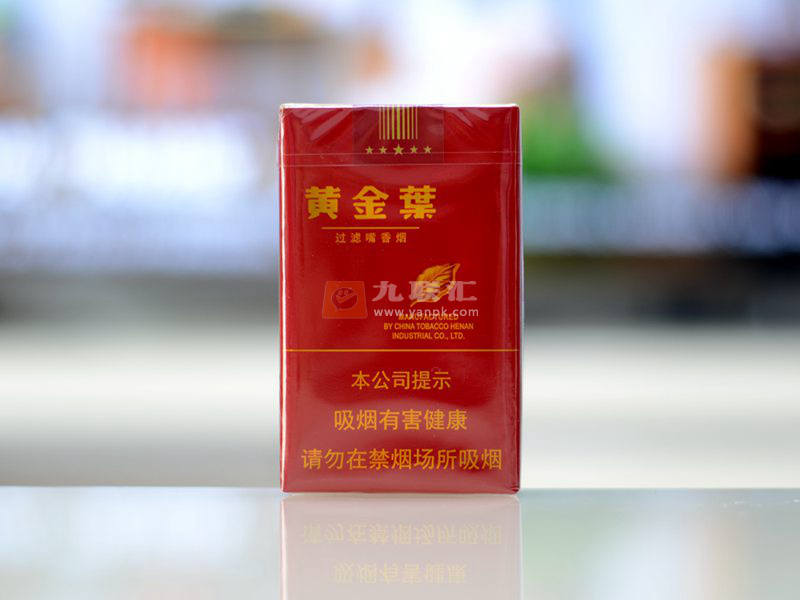 黄金葉
过滤嘴香烟
九联汇
www.yanpk.com
MANUFACTURED
BY CHINA TOBACCO HENAN
INDUSTRIAL CO., LTD.
本公司提示
吸烟有害健康
请勿在禁烟场所吸烟